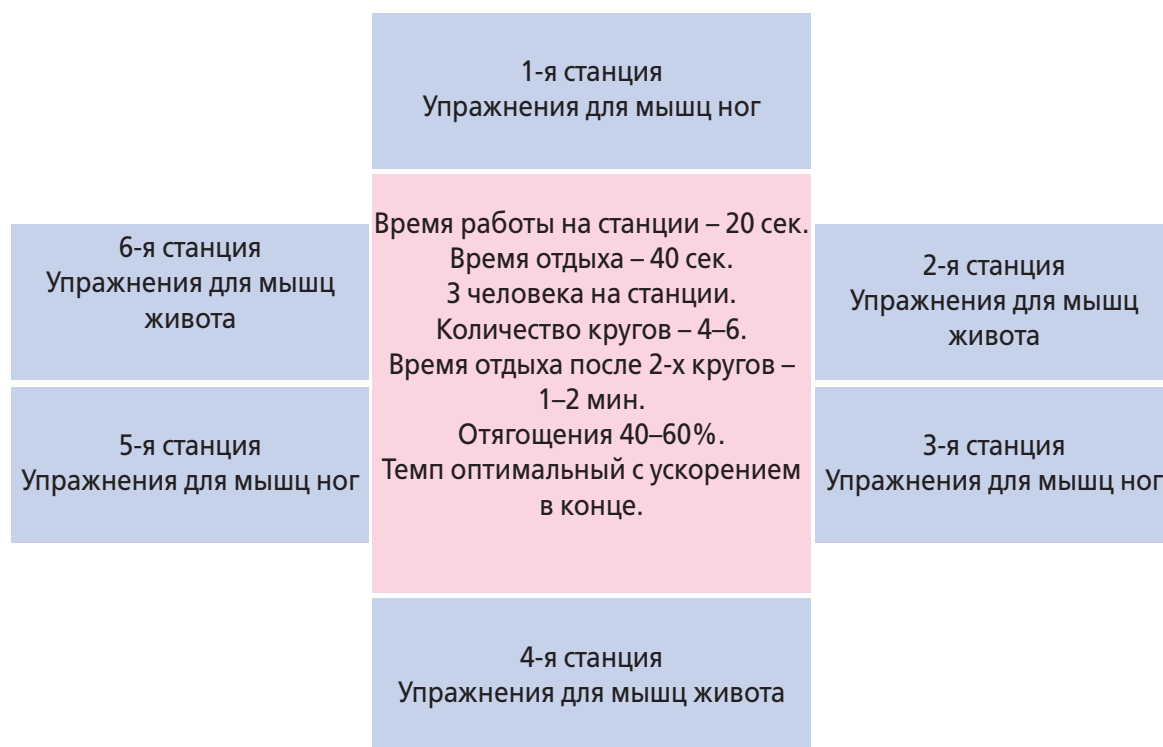 1-я станция
Упражнения для мышц ног
Время работы на станции – 20 сек.
Время отдыха – 40 сек.
3 человека на станции.
Количество кругов – 4–6.
Время отдыха после 2-х кругов –
1–2 мин.
Отягощения 40–60%.
Темп оптимальный с ускорением
в конце.
6-я станция
Упражнения для мышц
живота
2-я станция
Упражнения для мышц
живота
5-я станция
Упражнения для мышц ног
3-я станция
Упражнения для мышц ног
4-я станция
Упражнения для мышц живота